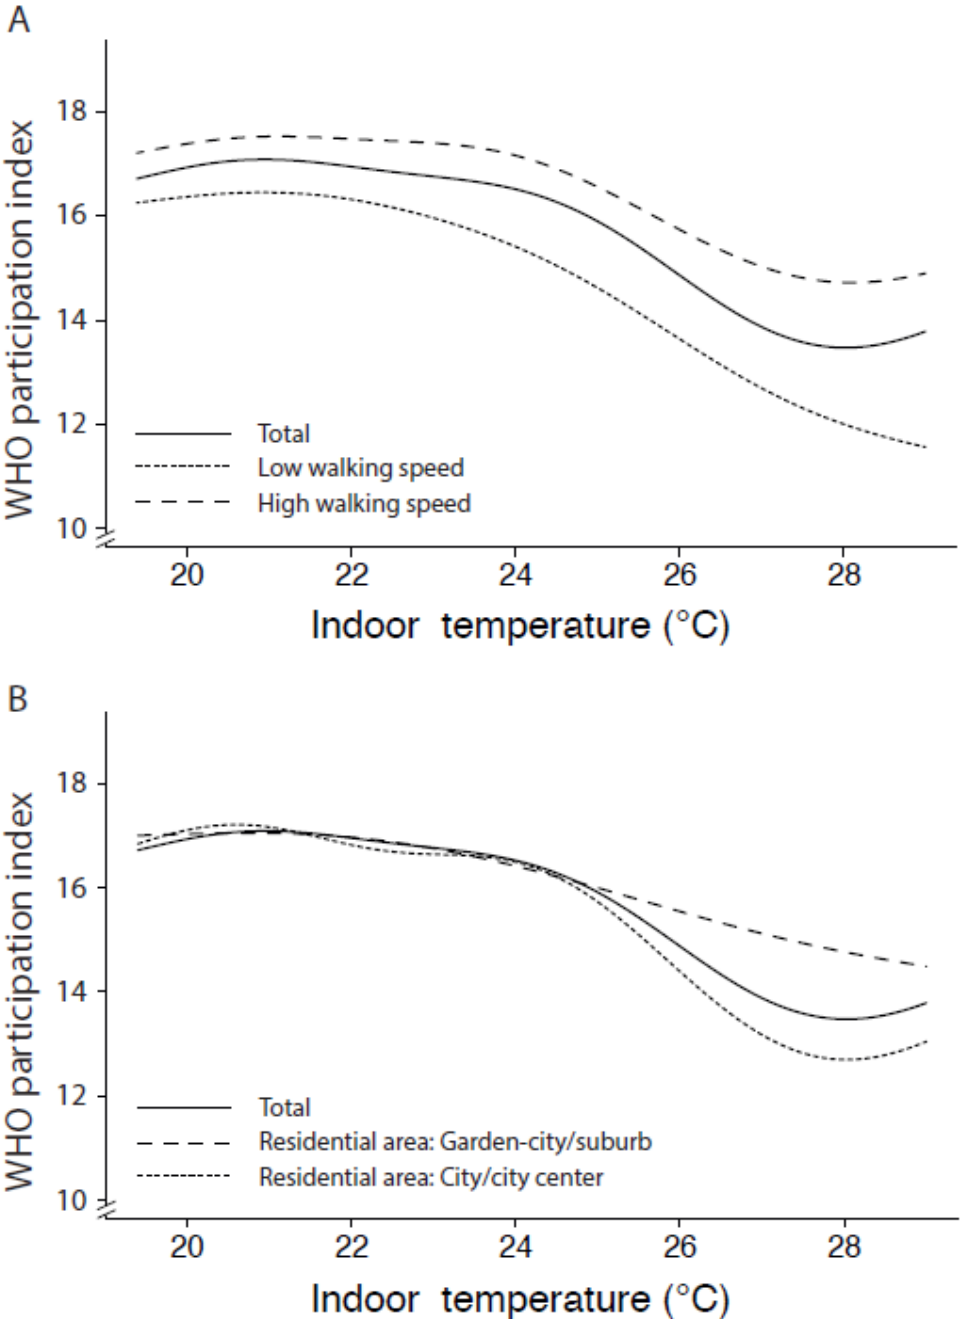 A
WHO participation index
18
16
14
12
10
Total
Low walking speed
High walking speed
20 22 24 26 28
Indoor temperature (°C)
B
WHO participation index
18
16
14
12
10
Total
Residential area: Garden-city/suburb
Residential area: City/city center
20 22 24 26 28
Indoor temperature (°C)